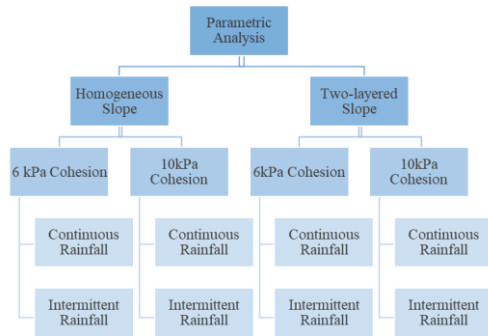 Parametric
Analysis
Homogeneous
Slope
Two-layered
Slope
6 kPa Cohesion
10kPa
Cohesion
6kPa Cohesion
10kPa
Cohesion
Continuous
Rainfall
Continuous
Rainfall
Continuous
Rainfall
Continuous
Rainfall
Intermittent
Rainfall
Intermittent
Rainfall
Intermittent
Rainfall
Intermittent
Rainfall